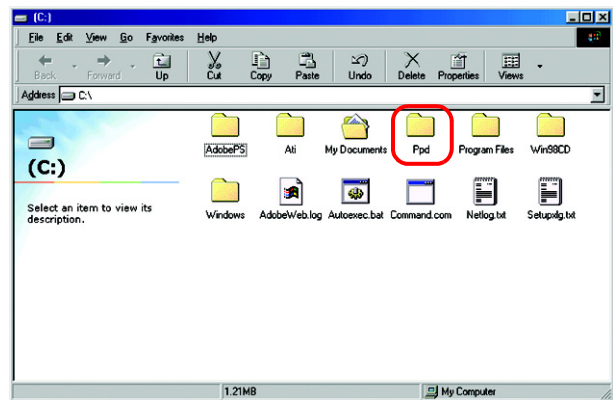 (C:)
File Edit View Go Favorites Help
Back Forward Up Cut Copy Paste Undo Delete Properties Views
Address C:\
(C:)
Select an item to view its
description.
AdobePS Ati My Documents Ppd Program Files Win98CD
Windows AdobeWeb.log Autoexec.bat Command.com Netlog.txt Setupxlg.txt
1.21MB My Computer